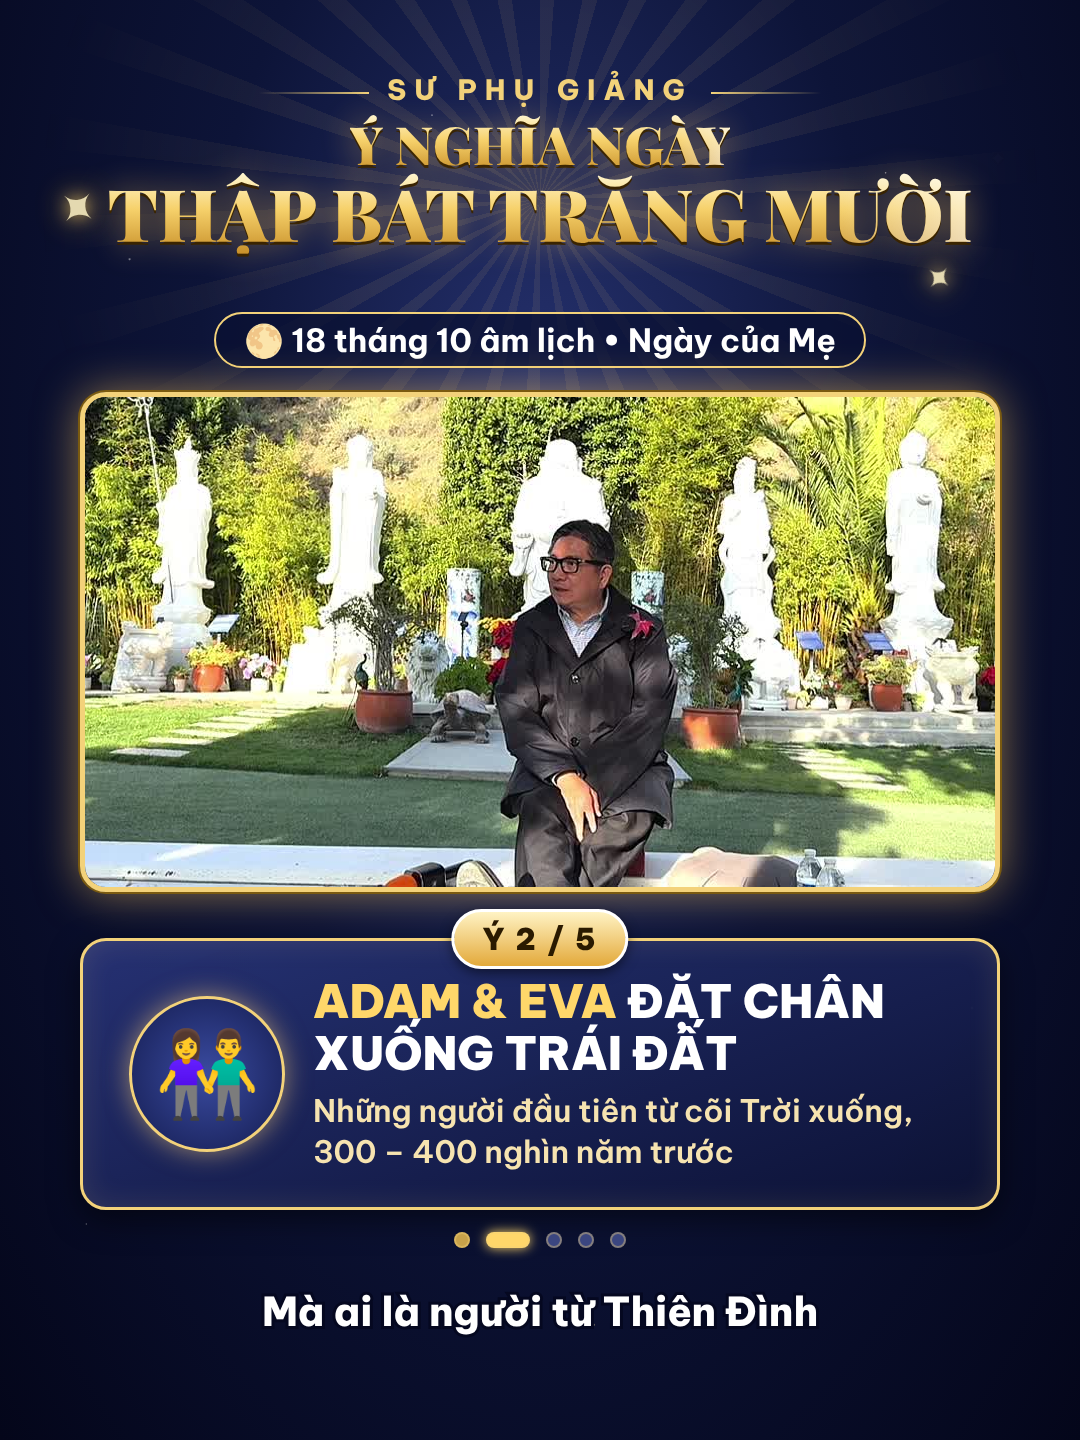 SƯ PHỤ GIẢNG
Ý NGHĨA NGÀY
THẬP BÁT TRĂNG MƯỜI
18 tháng 10 âm lịch • Ngày của Mẹ
Ý 2 / 5
ADAM & EVA ĐẶT CHÂN
XUỐNG TRÁI ĐẤT
Những người đầu tiên từ cõi Trời xuống,
300 – 400 nghìn năm trước
Mà ai là người từ Thiên Đình